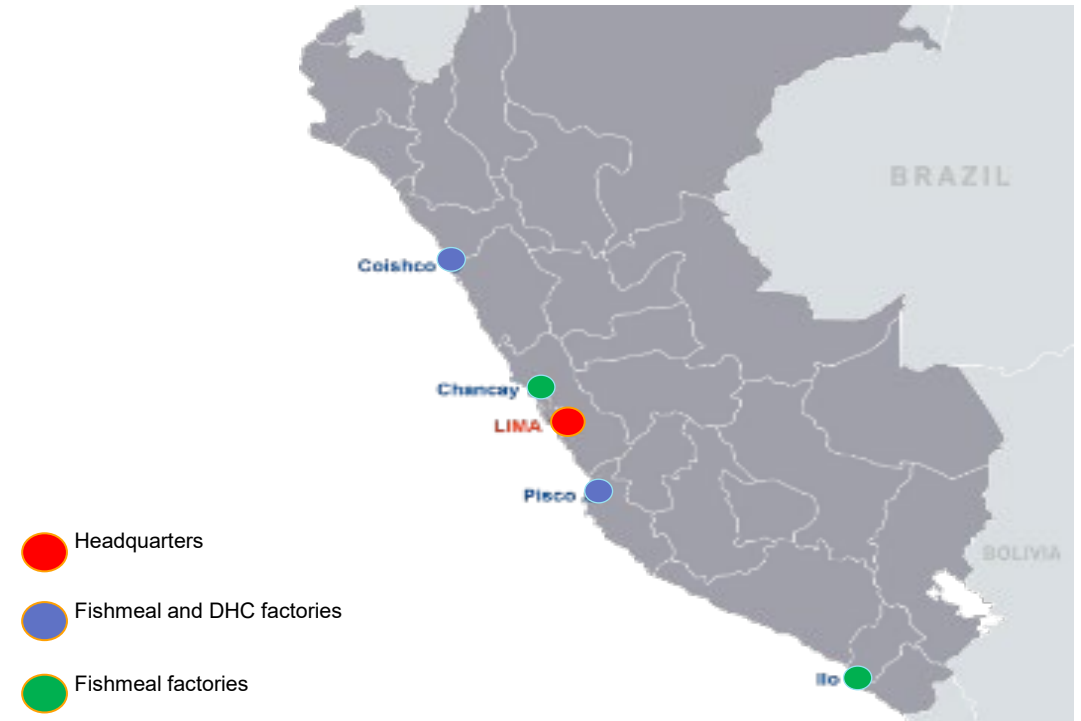 BRAZIL
Coishco
Chancay
LIMA
Pisco
Headquarters
BOLIVIA
Fishmeal and DHC factories
Fishmeal factories
Ilo